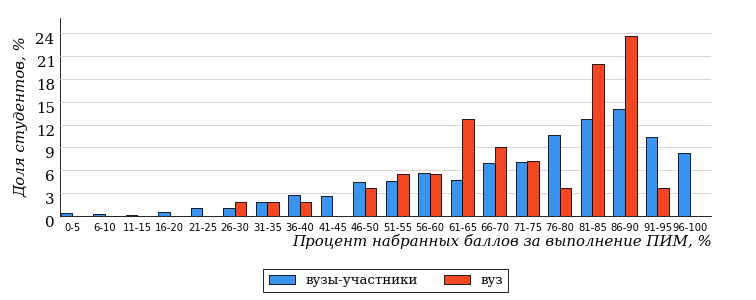 Доля студентов, %
24
21
18
15
12
9
6
3
0
0-5 6-10 11-15 16-20 21-25 26-30 31-35 36-40 41-45 46-50 51-55 56-60 61-65 66-70 71-75 76-80 81-85 86-90 91-95 96-100
Процент набранных баллов за выполнение ПИМ, %
вузы-участники вуз